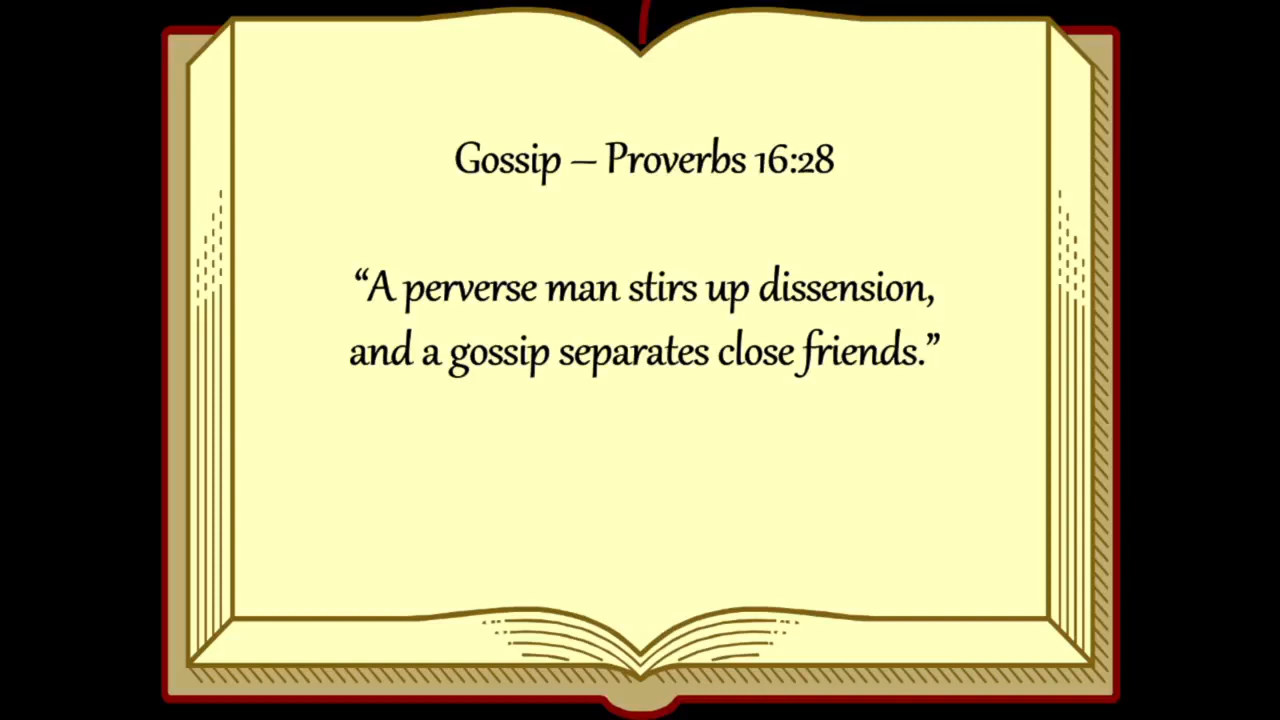 Gossip – Proverbs 16:28
“A perverse man stirs up dissension,
and a gossip separates close friends.”